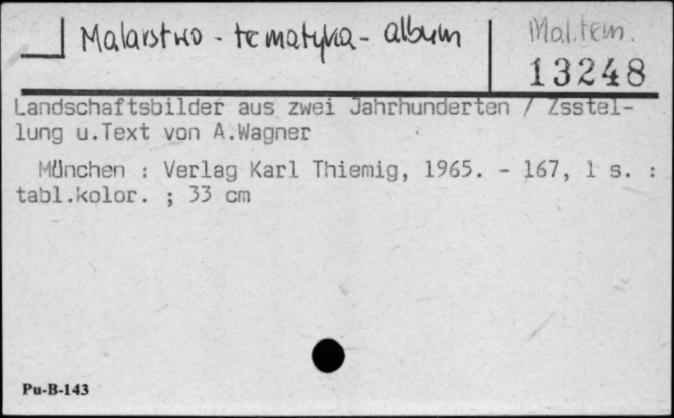 Malarstwo - tematyka - album
Mal.tem.
13248
Landschaftsbilder aus zwei Jahrhunderten / Zsstel-
lung u.Text von A.Wagner
München : Verlag Karl Thiemig, 1965. - 167, 1 s. :
tabl.kolor. ; 33 cm
Pu-B-143